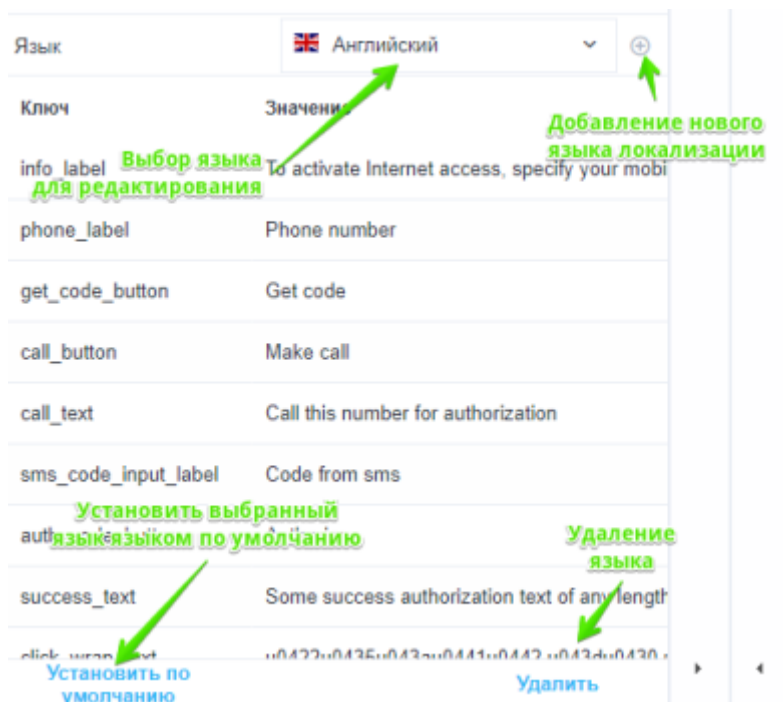 Язык Английский
Ключ Значение
Добавление нового
языка локализации
Выбор языка
для редактирования
info_label To activate Internet access, specify your mobi
phone_label Phone number
get_code_button Get code
call_button Make call
call_text Call this number for authorization
sms_code_input_label Code from sms
Установить выбранный
язык языком по умолчанию
Удаление
языка
success_text Some success authorization text of any length
u0422u0435u043au0441u0442 u043du0430
Установить по
умолчанию
Удалить